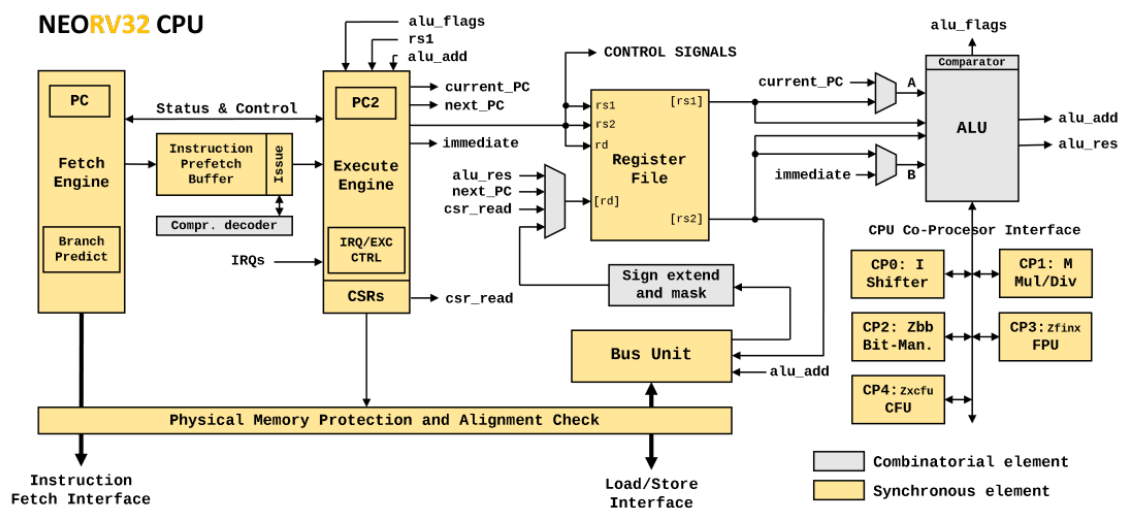 NEORV32 CPU
alu_flags
rs1
alu_add
PC
Fetch
Engine
Branch
Predict
Status & Control
Instruction
Prefetch
Buffer
Issue
Compr. decoder
IRQs
PC2
Execute
Engine
IRQ/EXC
CTRL
CSRs
current_PC
next_PC
immediate
csr_read
CONTROL SIGNALS
alu_res
next_PC
csr_read
rs1
rs2
rd
[rd]
[rs1]
[rs2]
Register
File
Sign extend
and mask
Bus Unit
alu_add
current_PC
A
immediate
B
alu_flags
Comparator
ALU
alu_add
alu_res
CPU Co-Procesor Interface
CP0: I
Shifter
CP1: M
Mul/Div
CP2: Zbb
Bit-Man.
CP3: Zfinx
FPU
CP4: Zxcfu
CFU
Physical Memory Protection and Alignment Check
Instruction
Fetch Interface
Load/Store
Interface
Combinatorial element
Synchronous element